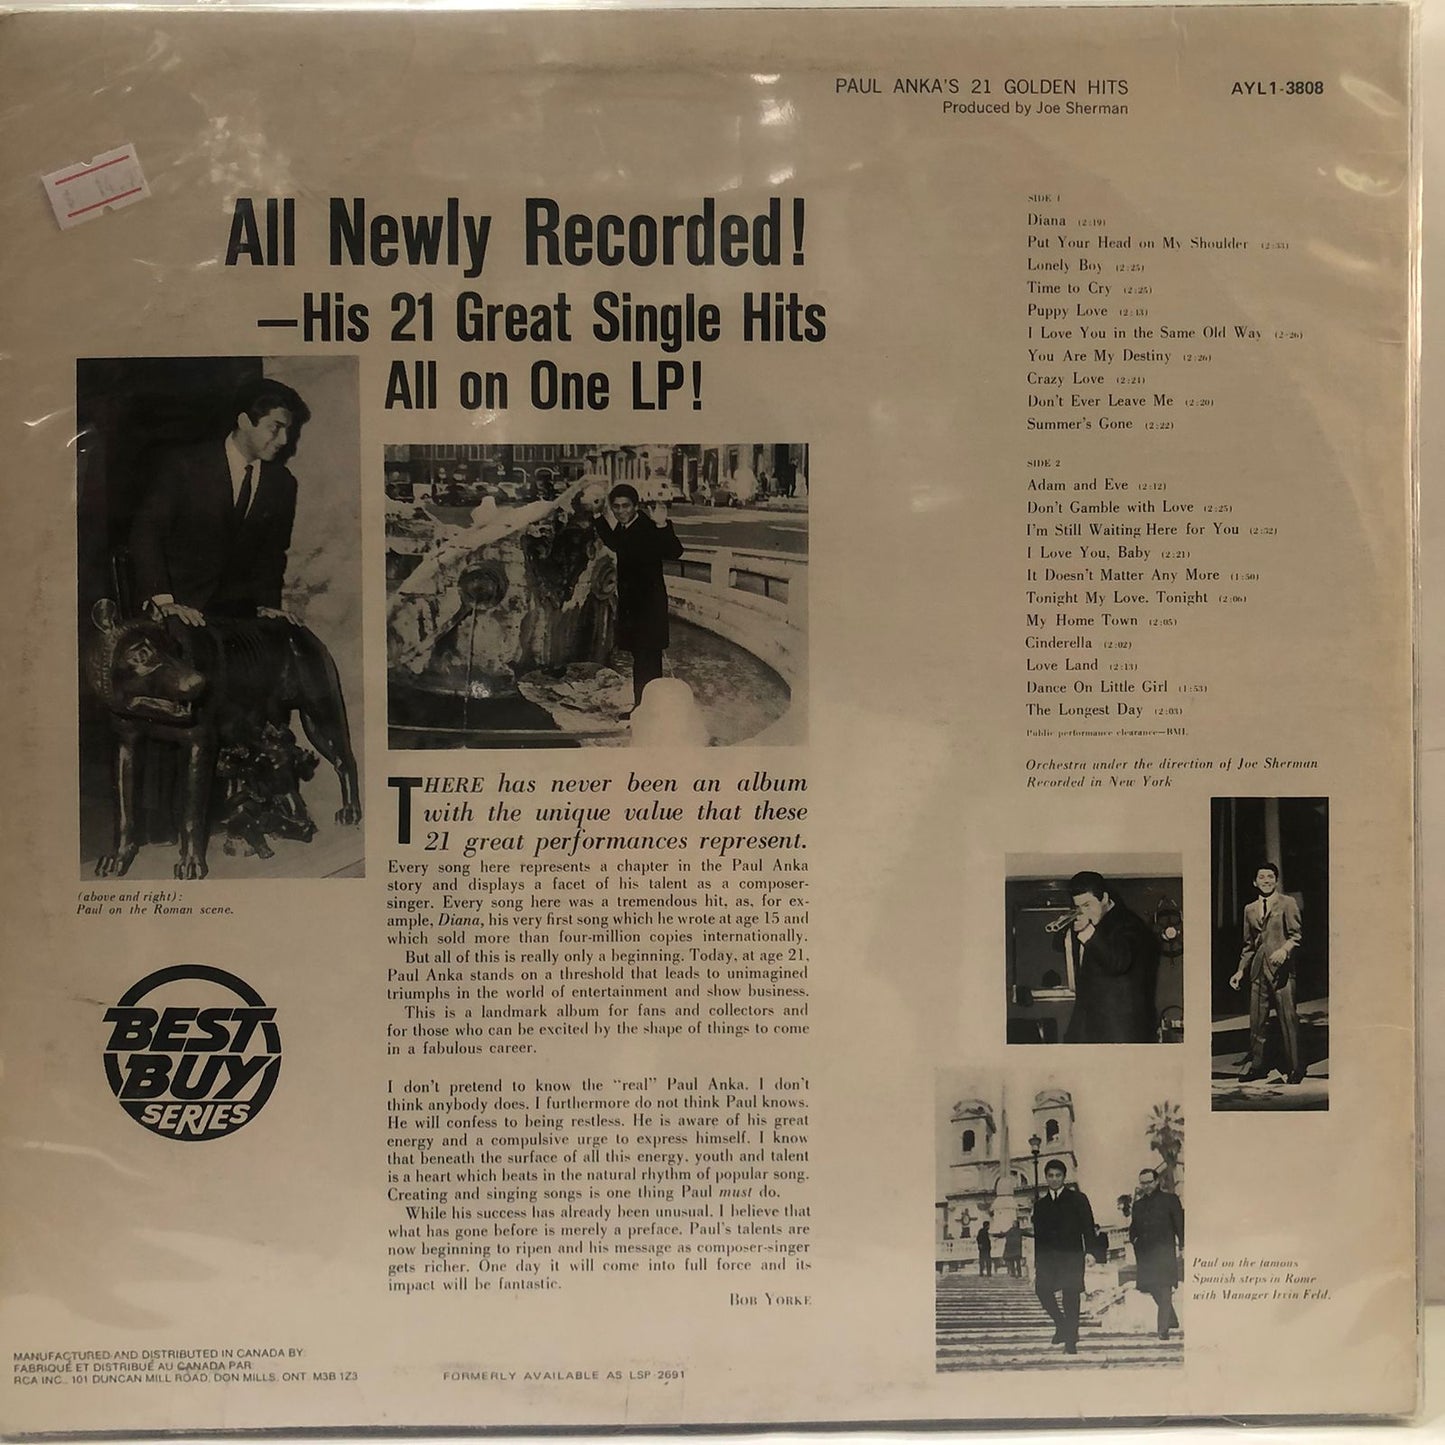 PAUL ANKA'S 21 GOLDEN HITS
Produced by Joe Sherman
AYL1-3808
All Newly Recorded!
—His 21 Great Single Hits
All on One LP!
SIDE 1
Diana (2:19)
Put Your Head on My Shoulder (2:33)
Lonely Boy (2:25)
Time to Cry (2:25)
Puppy Love (2:13)
I Love You in the Same Old Way (2:26)
You Are My Destiny (2:26)
Crazy Love (2:21)
Don't Ever Leave Me (2:20)
Summer's Gone (2:22)
SIDE 2
Adam and Eve (2:12)
Don't Gamble with Love (2:25)
I'm Still Waiting Here for You (2:32)
I Love You, Baby (2:21)
It Doesn't Matter Any More (1:50)
Tonight My Love, Tonight (2:06)
My Home Town (2:05)
Cinderella (2:02)
Love Land (2:13)
Dance On Little Girl (1:53)
The Longest Day (2:03)
Public performance clearance—BMI.
Orchestra under the direction of Joe Sherman
Recorded in New York
(above and right):
Paul on the Roman scene.
BEST
BUY
SERIES
THERE has never been an album
with the unique value that these
21 great performances represent.
Every song here represents a chapter in the Paul Anka
story and displays a facet of his talent as a composer-
singer. Every song here was a tremendous hit, as, for ex-
ample, Diana, his very first song which he wrote at age 15 and
which sold more than four-million copies internationally.
But all of this is really only a beginning. Today, at age 21,
Paul Anka stands on a threshold that leads to unimagined
triumphs in the world of entertainment and show business.
This is a landmark album for fans and collectors and
for those who can be excited by the shape of things to come
in a fabulous career.
I don't pretend to know the "real" Paul Anka. I don't
think anybody does. I furthermore do not think Paul knows.
He will confess to being restless. He is aware of his great
energy and a compulsive urge to express himself. I know
that beneath the surface of all this energy, youth and talent
is a heart which beats in the natural rhythm of popular song.
Creating and singing songs is one thing Paul must do.
While his success has already been unusual, I believe that
what has gone before is merely a preface. Paul's talents are
now beginning to ripen and his message as composer-singer
gets richer. One day it will come into full force and its
impact will be fantastic.
BOB YORKE
Paul on the famous
Spanish steps in Rome
with Manager Irvin Feld.
MANUFACTURED AND DISTRIBUTED IN CANADA BY:
FABRIQUÉ ET DISTRIBUÉ AU CANADA PAR:
RCA INC., 101 DUNCAN MILL ROAD, DON MILLS, ONT. M3B 1Z3
FORMERLY AVAILABLE AS LSP-2691